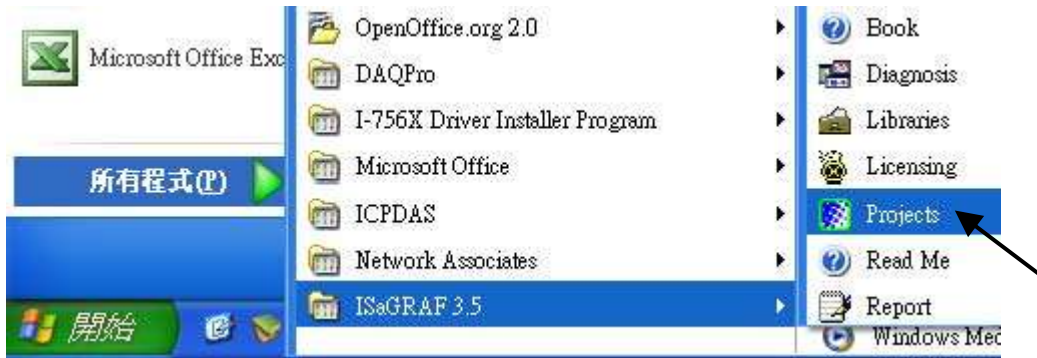 Microsoft Office Exc
所有程式(P)
開始
OpenOffice.org 2.0
DAQPro
I-756X Driver Installer Program
Microsoft Office
ICPDAS
Network Associates
ISaGRAF 3.5
Book
Diagnosis
Libraries
Licensing
Projects
Read Me
Report
Windows Med